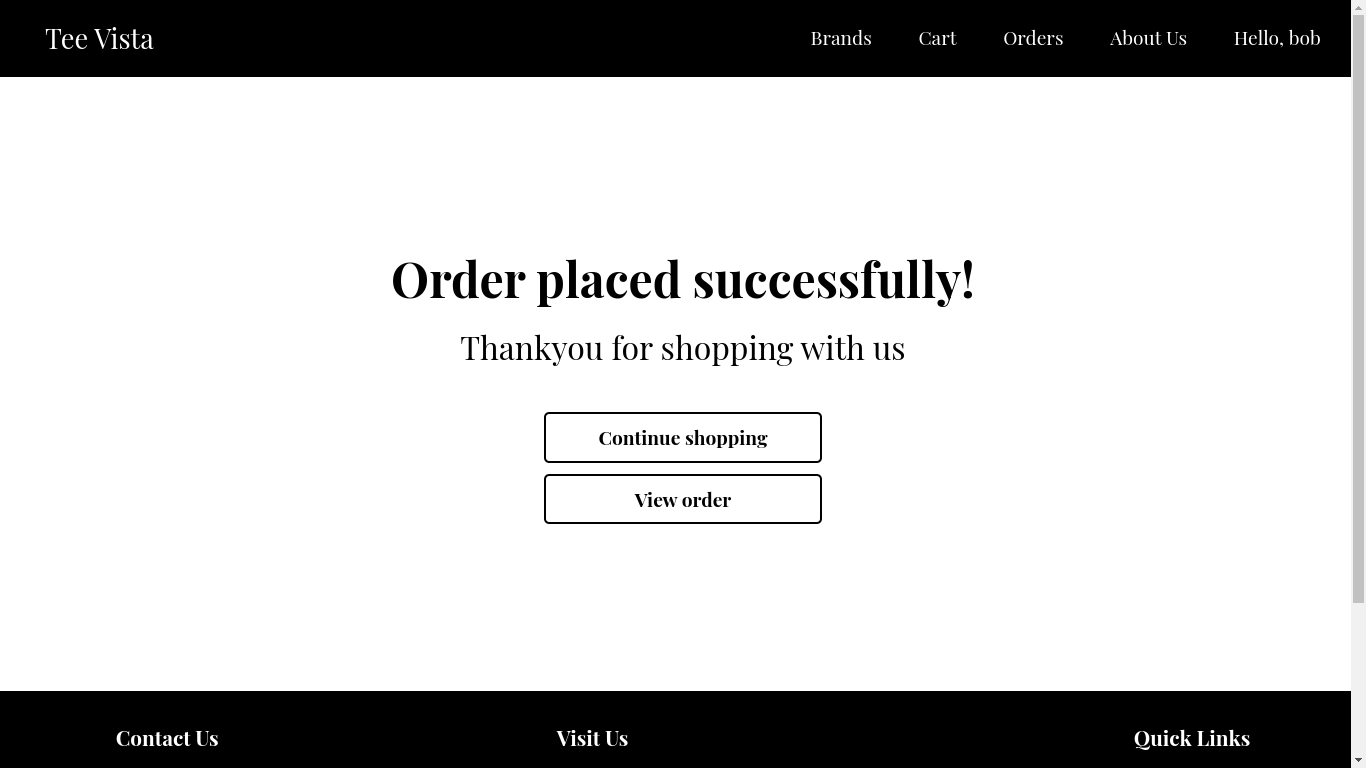 Tee Vista
Brands
Cart
Orders
About Us
Hello, bob
Order placed successfully!
Thankyou for shopping with us
Continue shopping
View order
Contact Us
Visit Us
Quick Links